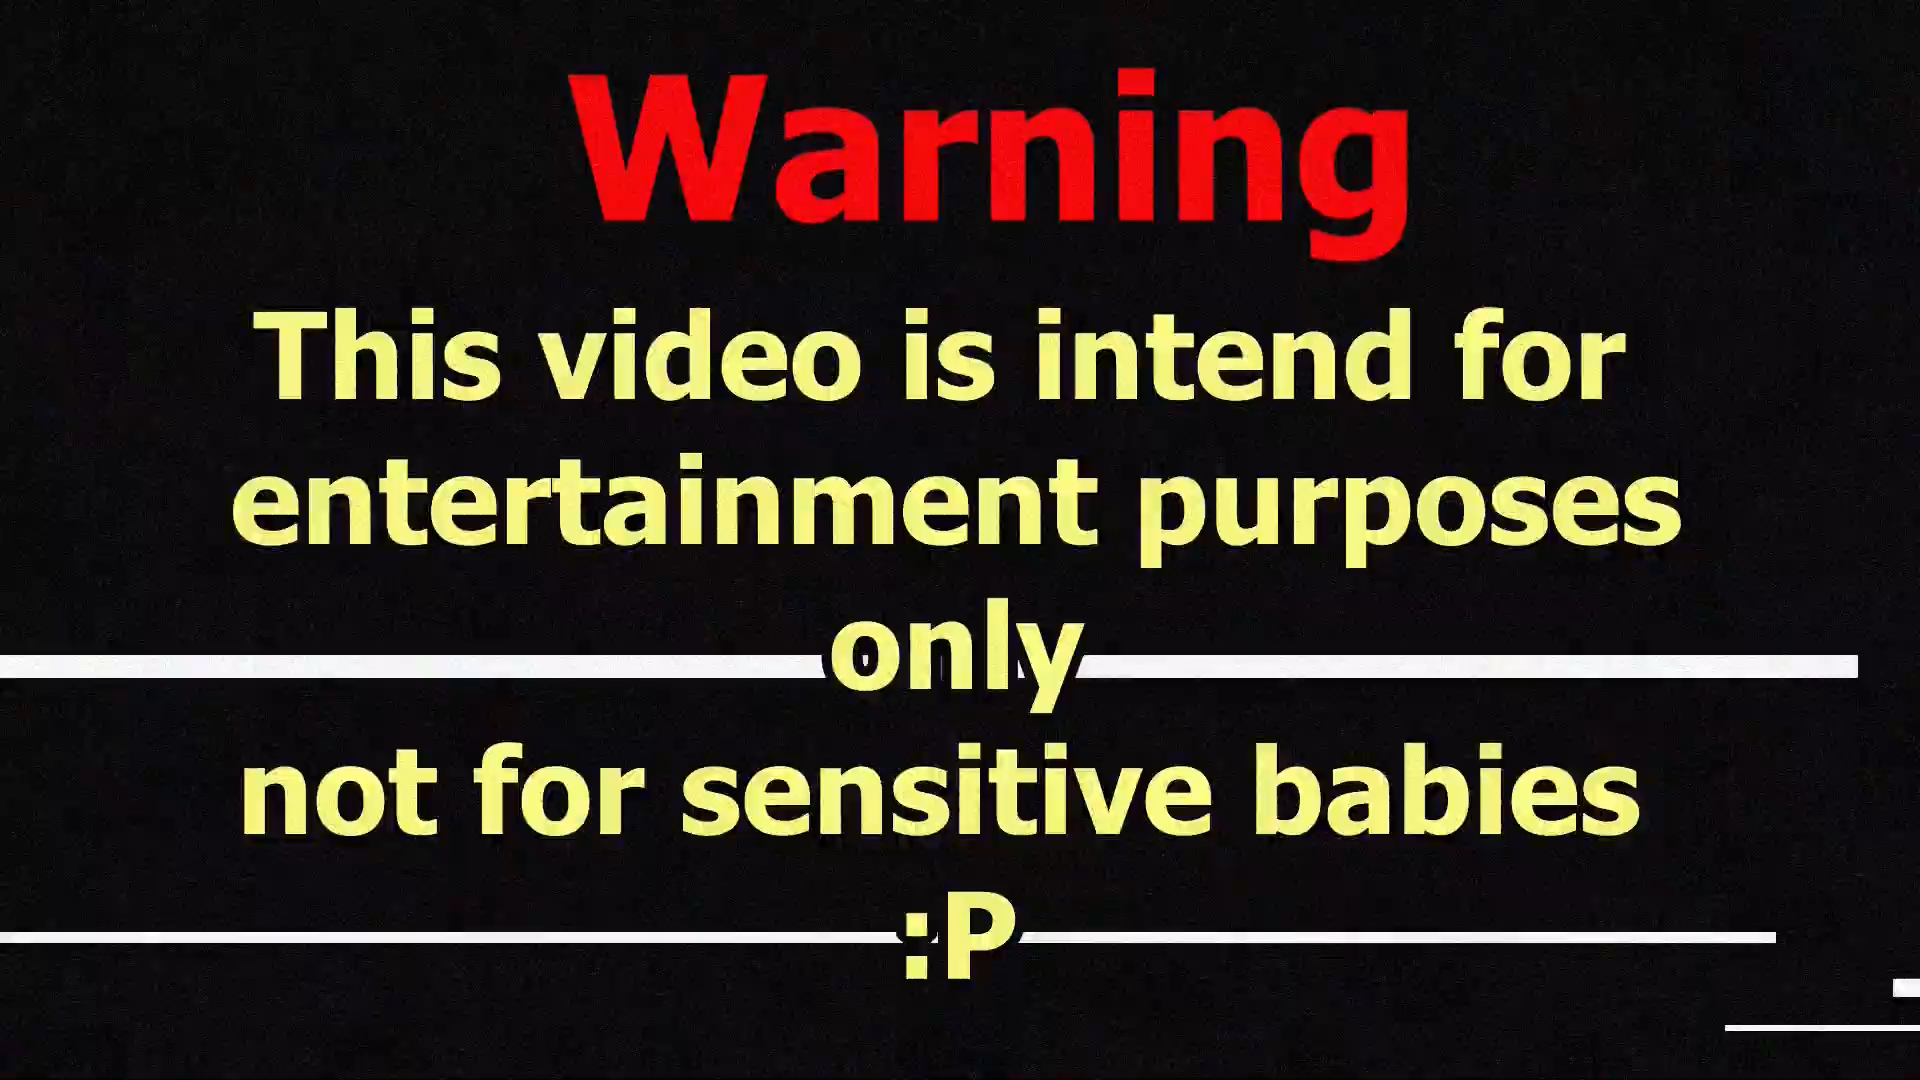 Warning
This video is intend for
entertainment purposes
only
not for sensitive babies
:P